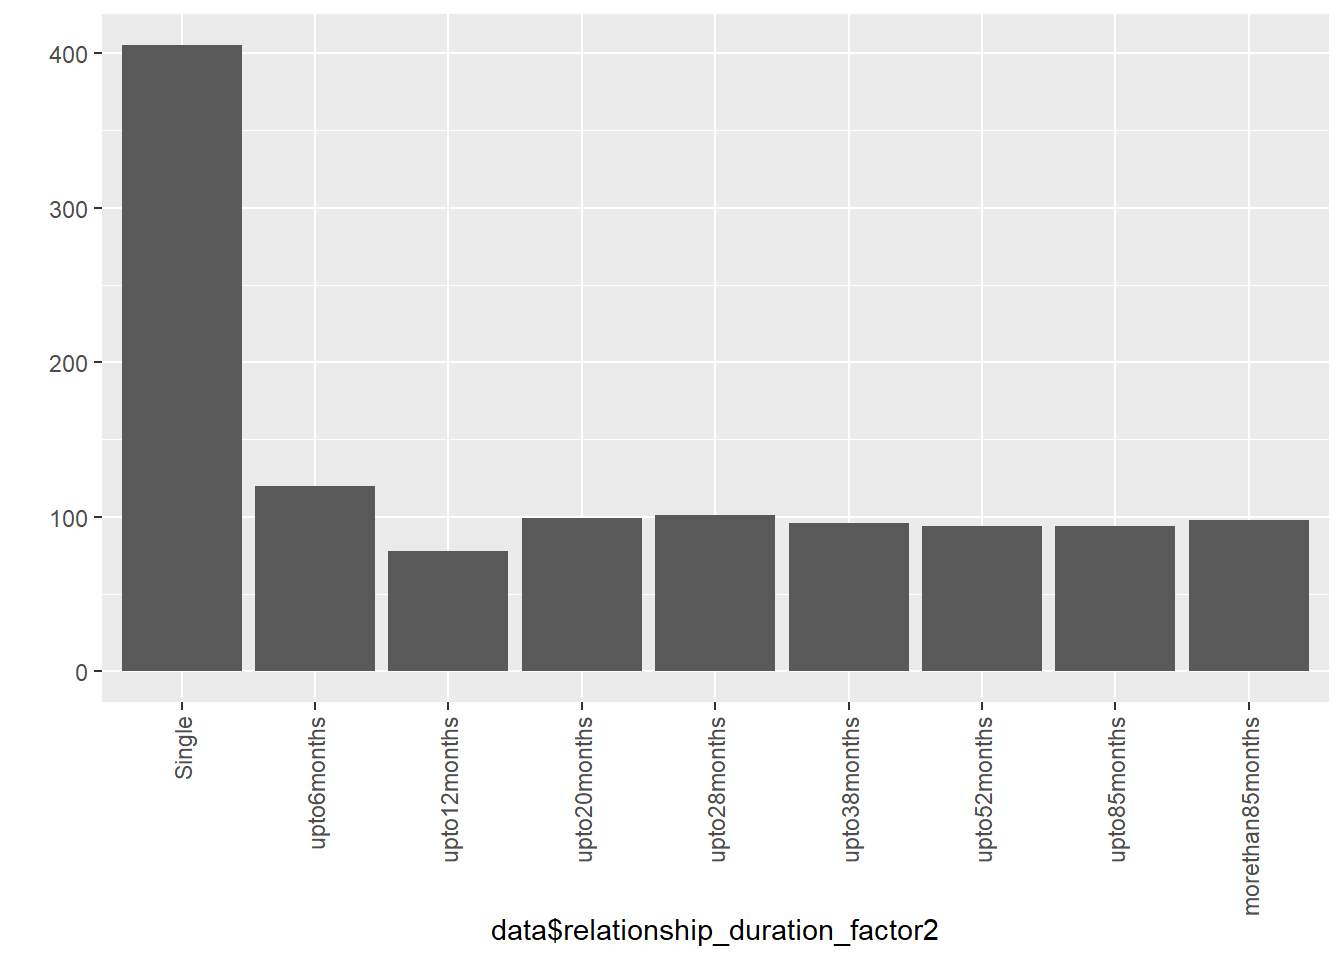 400
300
200
100
0
Single
upto6months
upto12months
upto20months
upto28months
upto38months
upto52months
upto85months
morethan85months
data$relationship_duration_factor2